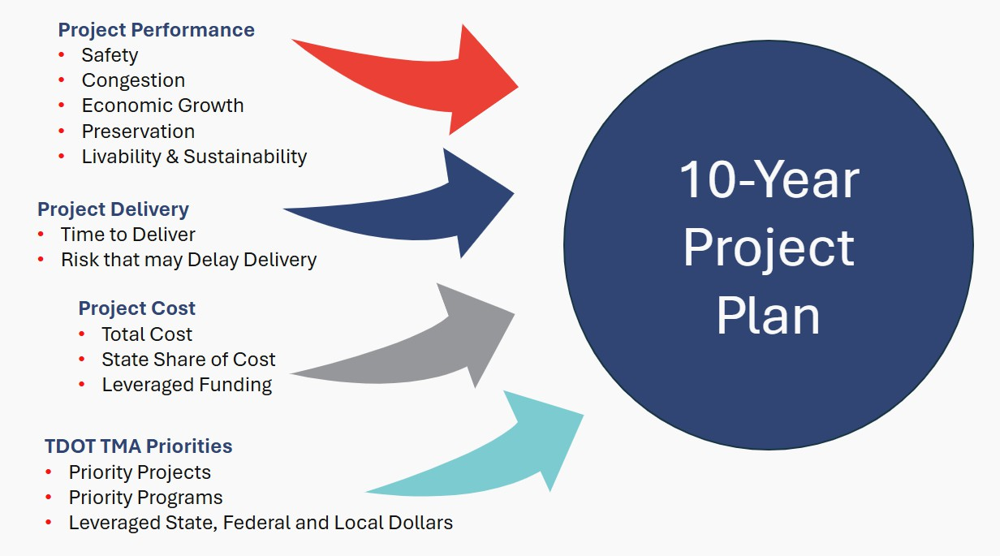 Project Performance
• Safety
• Congestion
• Economic Growth
• Preservation
• Livability & Sustainability
Project Delivery
• Time to Deliver
• Risk that may Delay Delivery
Project Cost
• Total Cost
• State Share of Cost
• Leveraged Funding
TDOT TMA Priorities
• Priority Projects
• Priority Programs
• Leveraged State, Federal and Local Dollars
10-Year
Project
Plan